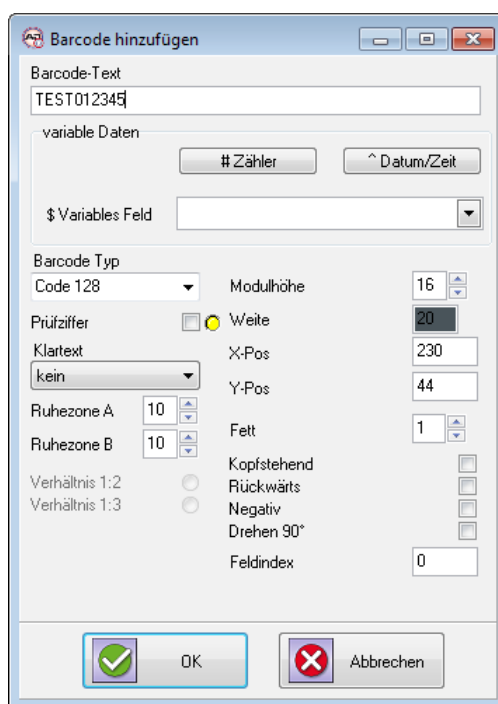 Barcode hinzufügen
Barcode-Text
TEST012345
variable Daten
# Zähler
^ Datum/Zeit
$ Variables Feld
Barcode Typ
Code 128
Modulhöhe
16
Prüfziffer
Weite
20
Klartext
X-Pos
230
kein
Y-Pos
44
Ruhezone A
10
Fett
1
Ruhezone B
10
Kopfstehend
Verhältnis 1:2
Rückwärts
Verhältnis 1:3
Negativ
Drehen 90°
Feldindex
0
OK
Abbrechen